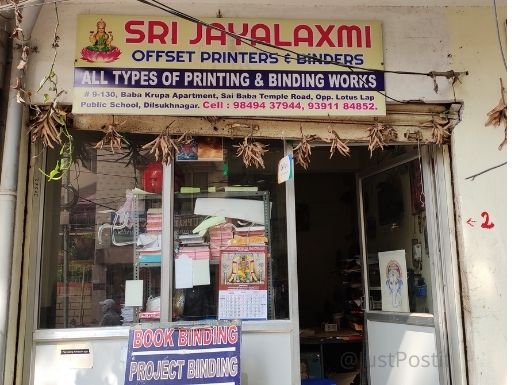 SRI JAYALAXMI
OFFSET PRINTERS & BINDERS
ALL TYPES OF PRINTING & BINDING WORKS
# 9-130, Baba Krupa Apartment, Sai Baba Temple Road, Opp. Lotus Lap
Public School, Dilsukhnagar. Cell : 98494 37944, 93911 84852.
2
BOOK BINDING
PROJECT BINDING
@JustPostit